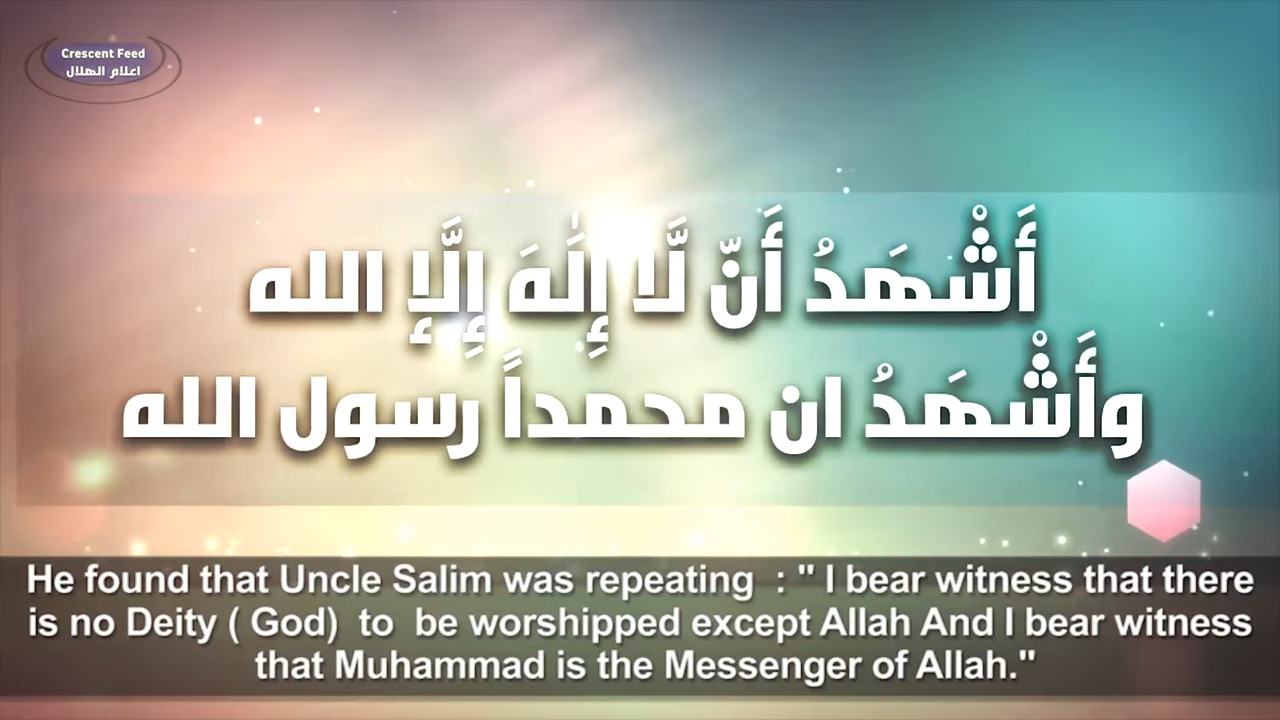 Crescent Feed
اعلام الهلال
أَشْهَدُ أَنّ لَّا إِلَٰهَ إِلَّإ الله
وأَشْهَدُ ان محمداً رسول الله
He found that Uncle Salim was repeating : " I bear witness that there
is no Deity ( God) to be worshipped except Allah And I bear witness
that Muhammad is the Messenger of Allah."